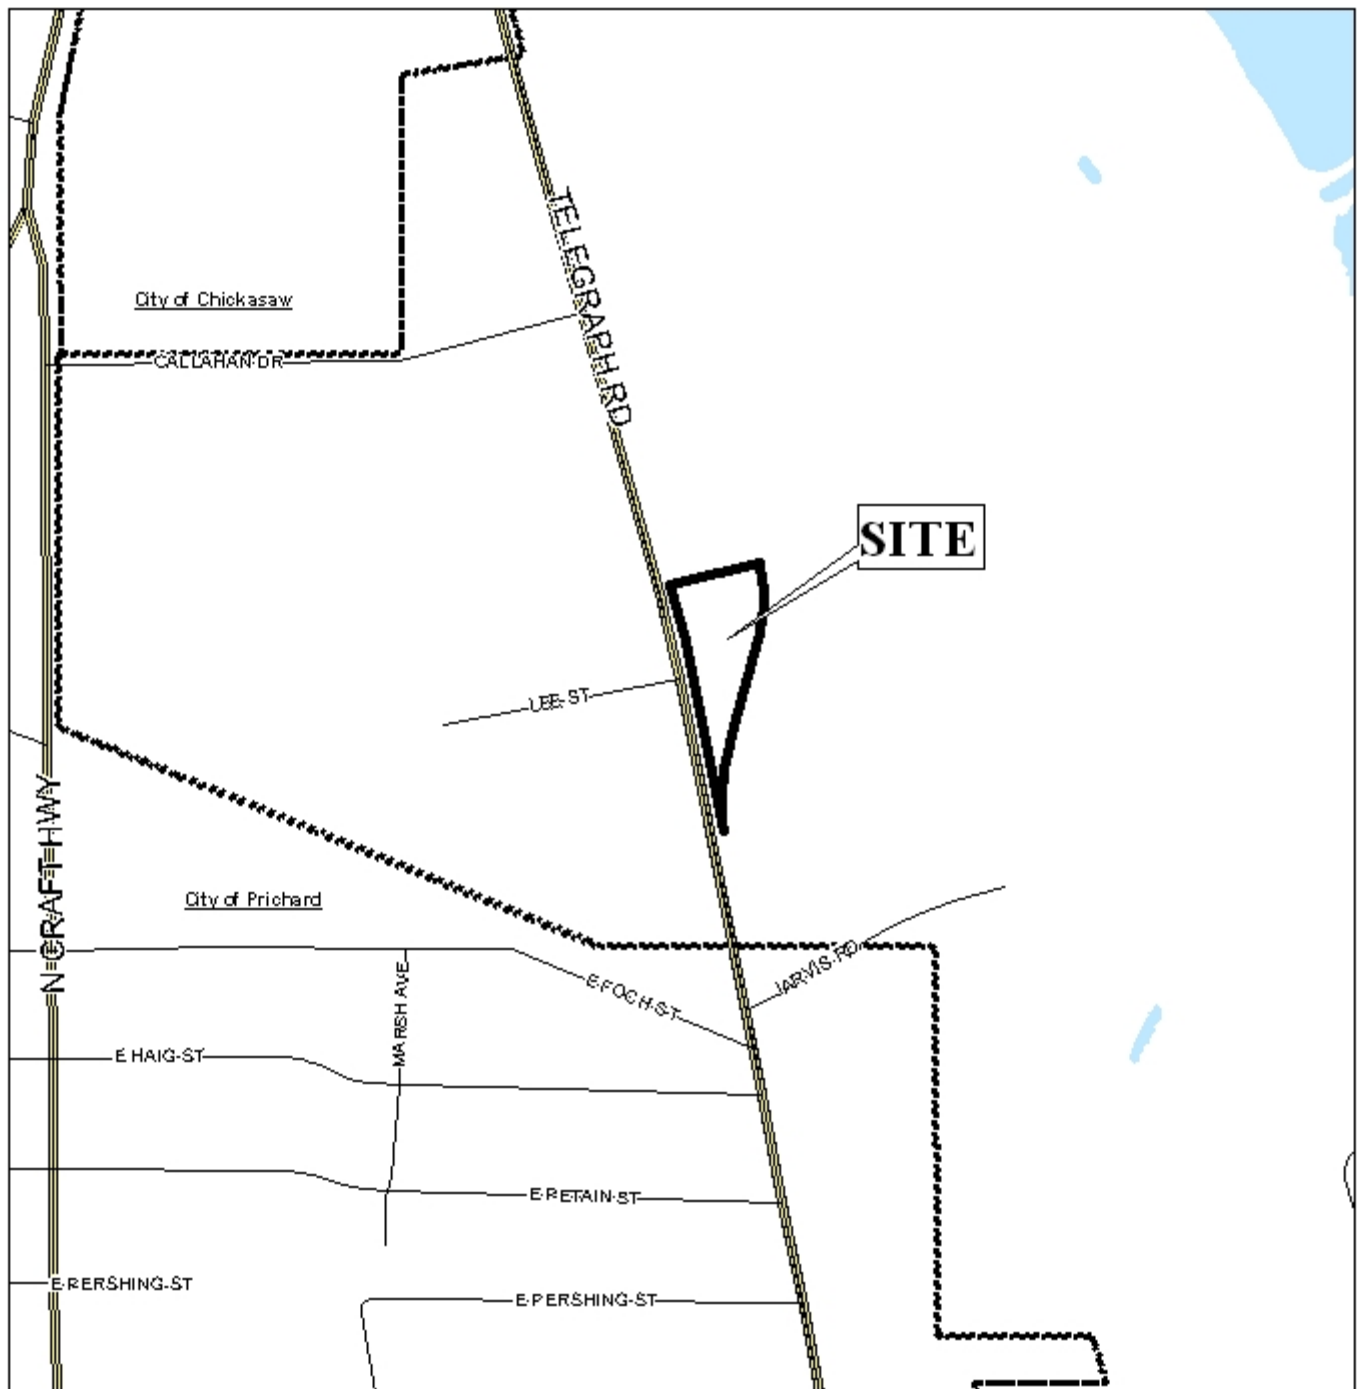 TELEGRAPH RD
City of Chickasaw
CALLAHAN DR
SITE
LEE ST
N CRAFT HWY
City of Prichard
JARVIS RD
E FOCH ST
MARSH AVE
E HAIG ST
E PETAIN ST
E PERSHING ST
E PERSHING ST